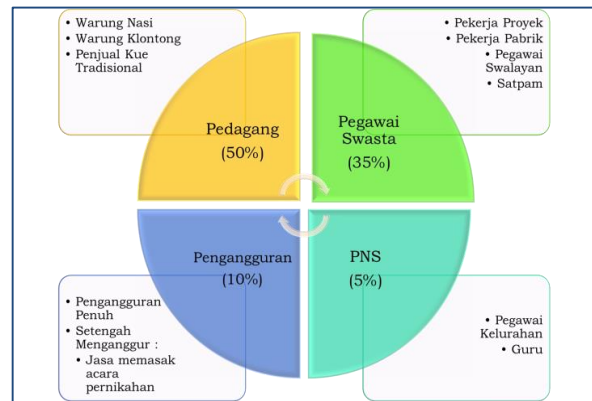 • Warung Nasi
• Warung Klontong
• Penjual Kue
Tradisional
• Pekerja Proyek
• Pekerja Pabrik
• Pegawai
Swalayan
• Satpam
Pedagang
(50%)
Pegawai
Swasta
(35%)
Pengangguran
(10%)
PNS
(5%)
• Pengangguran
Penuh
• Setengah
Menganggur :
• Jasa memasak
acara
pernikahan
• Pegawai
Kelurahan
• Guru